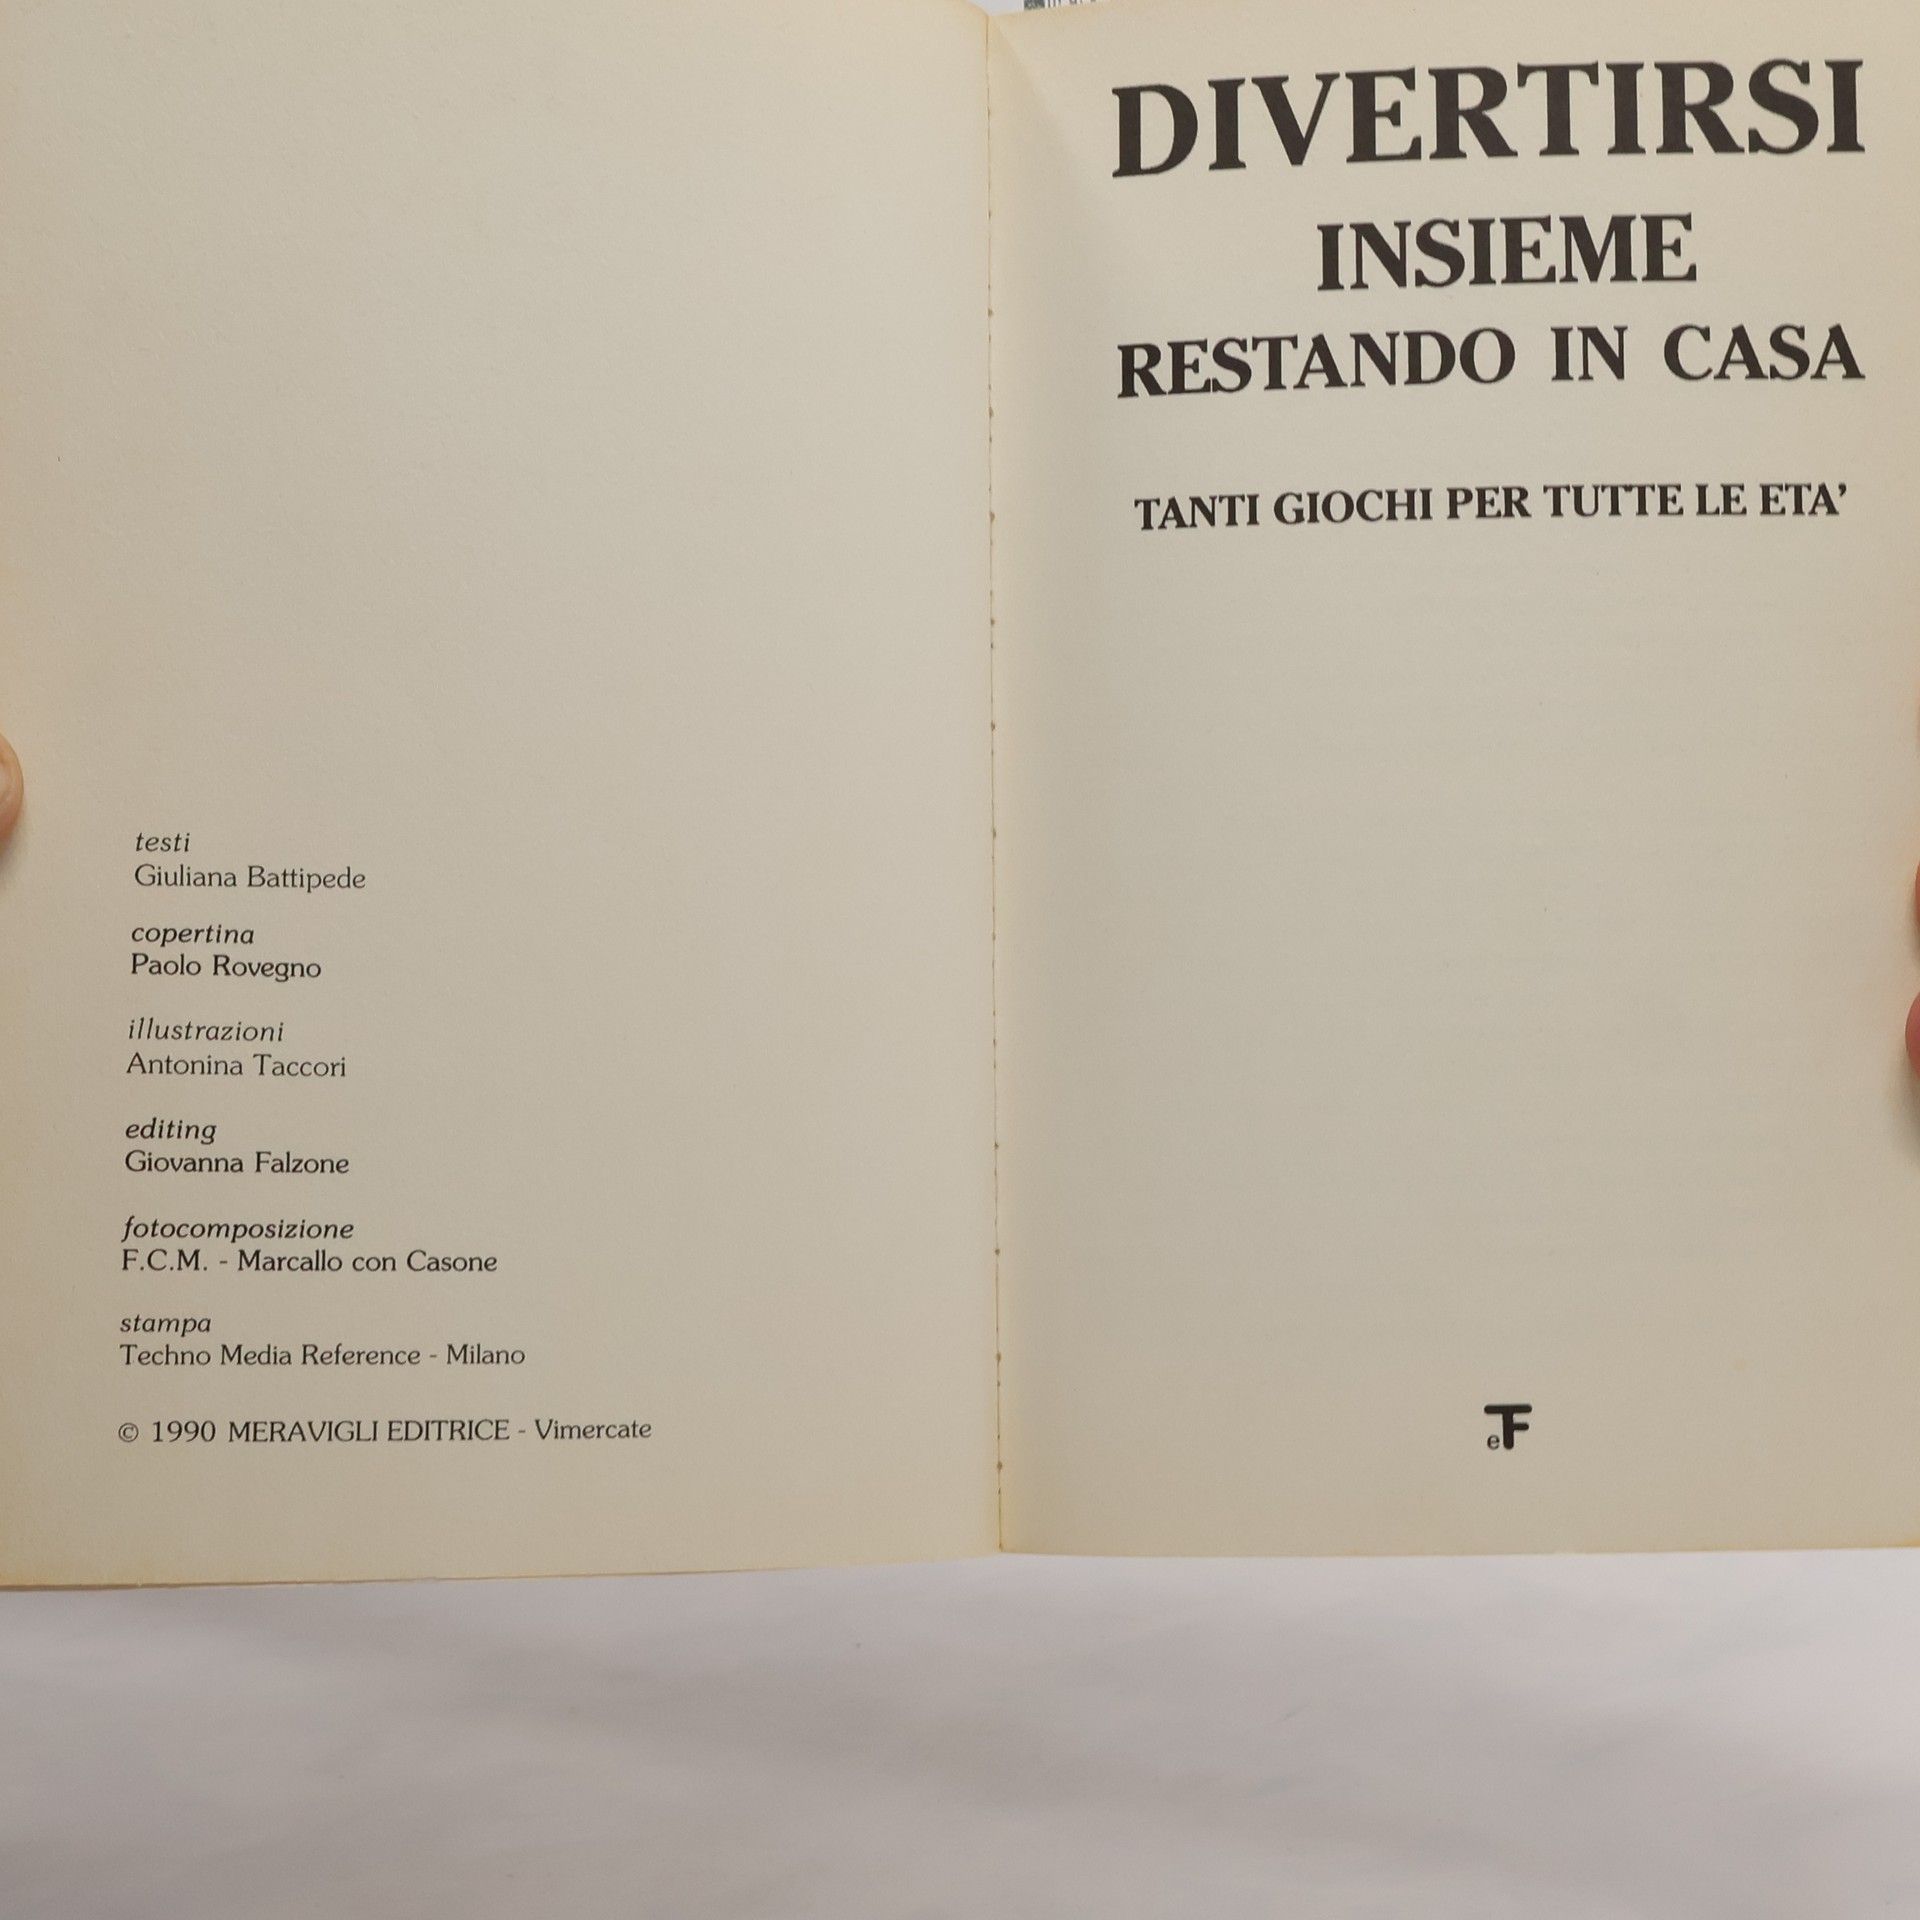 testi
Giuliana Battipede
copertina
Paolo Rovegno
illustrazioni
Antonina Taccori
editing
Giovanna Falzone
fotocomposizione
F.C.M. - Marcallo con Casone
stampa
Techno Media Reference - Milano
© 1990 MERAVIGLI EDITRICE - Vimercate
DIVERTIRSI
INSIEME
RESTANDO IN CASA
TANTI GIOCHI PER TUTTE LE ETA'
eTF